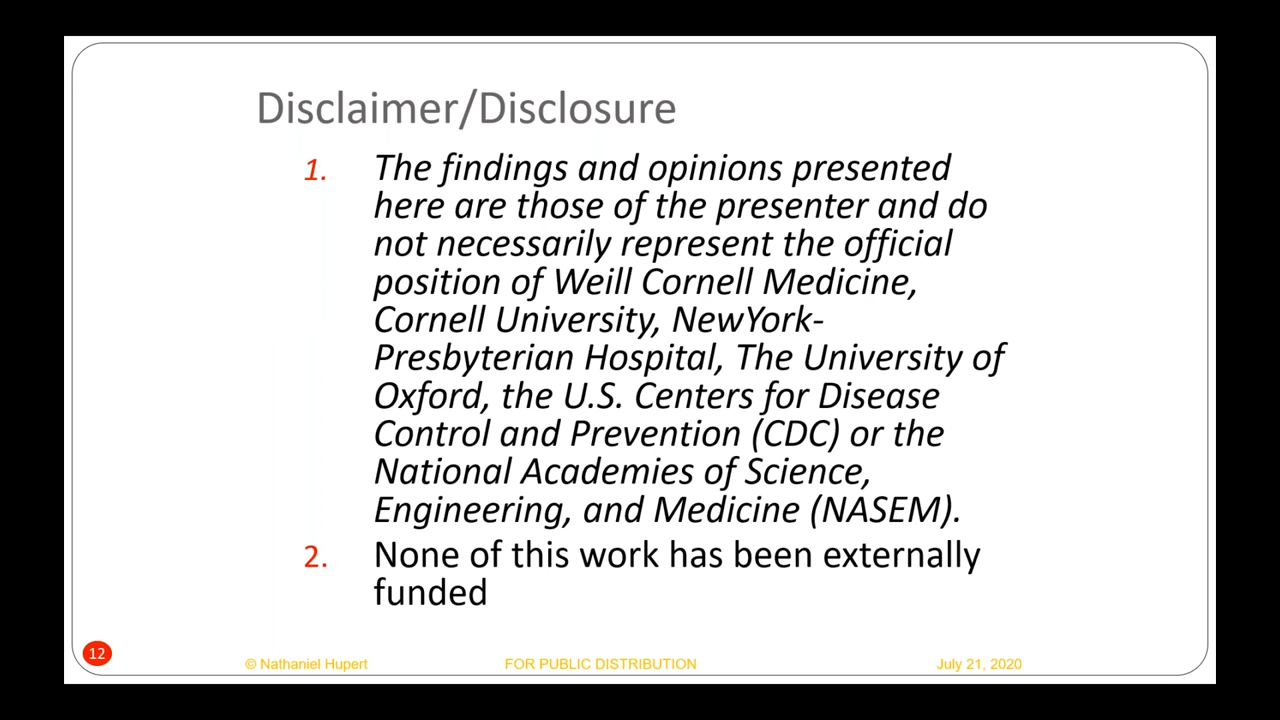 Disclaimer/Disclosure
1. The findings and opinions presented
here are those of the presenter and do
not necessarily represent the official
position of Weill Cornell Medicine,
Cornell University, NewYork-
Presbyterian Hospital, The University of
Oxford, the U.S. Centers for Disease
Control and Prevention (CDC) or the
National Academies of Science,
Engineering, and Medicine (NASEM).
2. None of this work has been externally
funded
12
© Nathaniel Hupert FOR PUBLIC DISTRIBUTION July 21, 2020